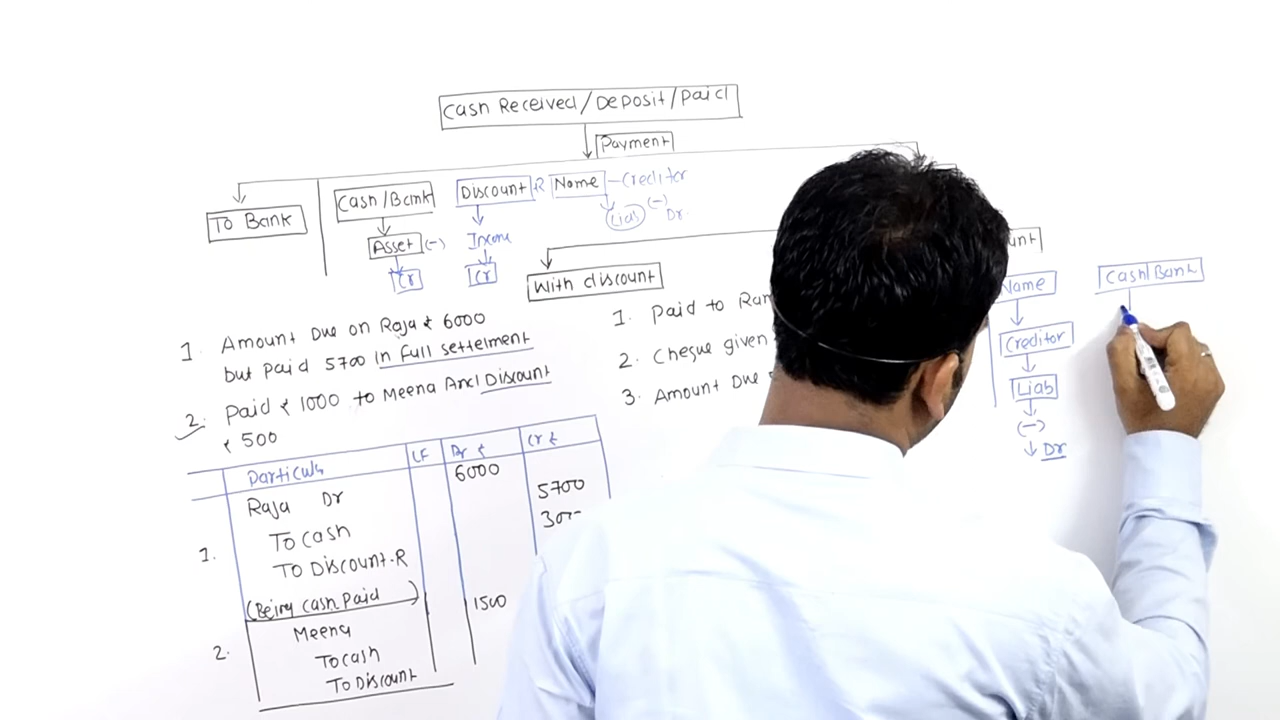 Cash Received/Deposit/Paid
Payment
To Bank
Cash/Bank
Asset (-)
Cr
Discount.R
Income
Cr
Name - Creditor
Liab (-) Dr.
With discount
1. Amount Due on Raja ₹ 6000
but paid 5700 in Full settelment
2. Paid ₹ 1000 to Meena And Discount
₹ 500
1. Paid to
2. Cheque given
3. Amount Due
Name
Creditor
Liab
(-)
Dr
Cash/Bank
Particuls LF Dr ₹ Cr ₹
Raja Dr 6000
1. To cash 5700
To Discount.R
(Being cash paid)
2. Meena 1500
To cash
To Discount